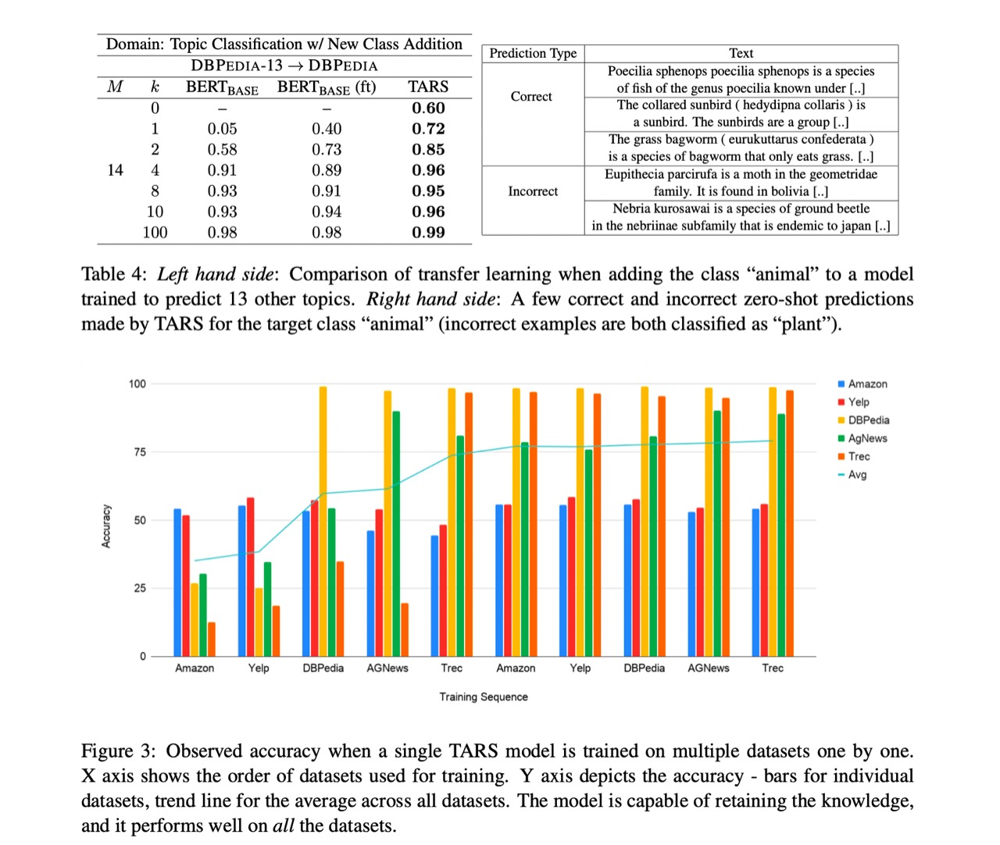 Domain: Topic Classification w/ New Class Addition
DBPEDIA-13 → DBPEDIA
M k BERTBASE BERTBASE (ft) TARS
0 – – 0.60
1 0.05 0.40 0.72
2 0.58 0.73 0.85
14 4 0.91 0.89 0.96
8 0.93 0.91 0.95
10 0.93 0.94 0.96
100 0.98 0.98 0.99
Prediction Type Text
Correct
Poecilia sphenops poecilia sphenops is a species
of fish of the genus poecilia known under [..]
The collared sunbird ( hedydipna collaris ) is
a sunbird. The sunbirds are a group [..]
The grass bagworm ( eurukuttarus confederata )
is a species of bagworm that only eats grass. [..]
Incorrect
Eupithecia parcirufa is a moth in the geometridae
family. It is found in bolivia [..]
Nebria kurosawai is a species of ground beetle
in the nebriinae subfamily that is endemic to japan [..]
Table 4: Left hand side: Comparison of transfer learning when adding the class “animal” to a model
trained to predict 13 other topics. Right hand side: A few correct and incorrect zero-shot predictions
made by TARS for the target class “animal” (incorrect examples are both classified as “plant”).
100
75
50
25
0
Accuracy
Amazon Yelp DBPedia AGNews Trec Amazon Yelp DBPedia AGNews Trec
Training Sequence
Amazon
Yelp
DBPedia
AgNews
Trec
Avg
Figure 3: Observed accuracy when a single TARS model is trained on multiple datasets one by one.
X axis shows the order of datasets used for training. Y axis depicts the accuracy - bars for individual
datasets, trend line for the average across all datasets. The model is capable of retaining the knowledge,
and it performs well on all the datasets.